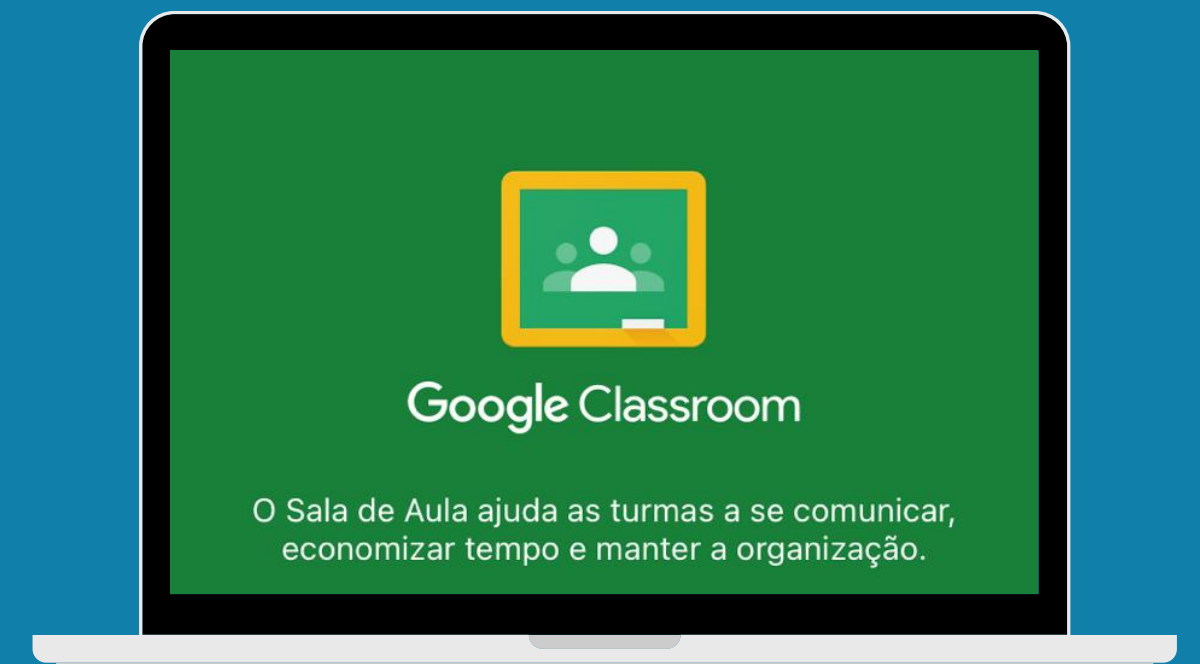 Google Classroom
O Sala de Aula ajuda as turmas a se comunicar,
economizar tempo e manter a organização.